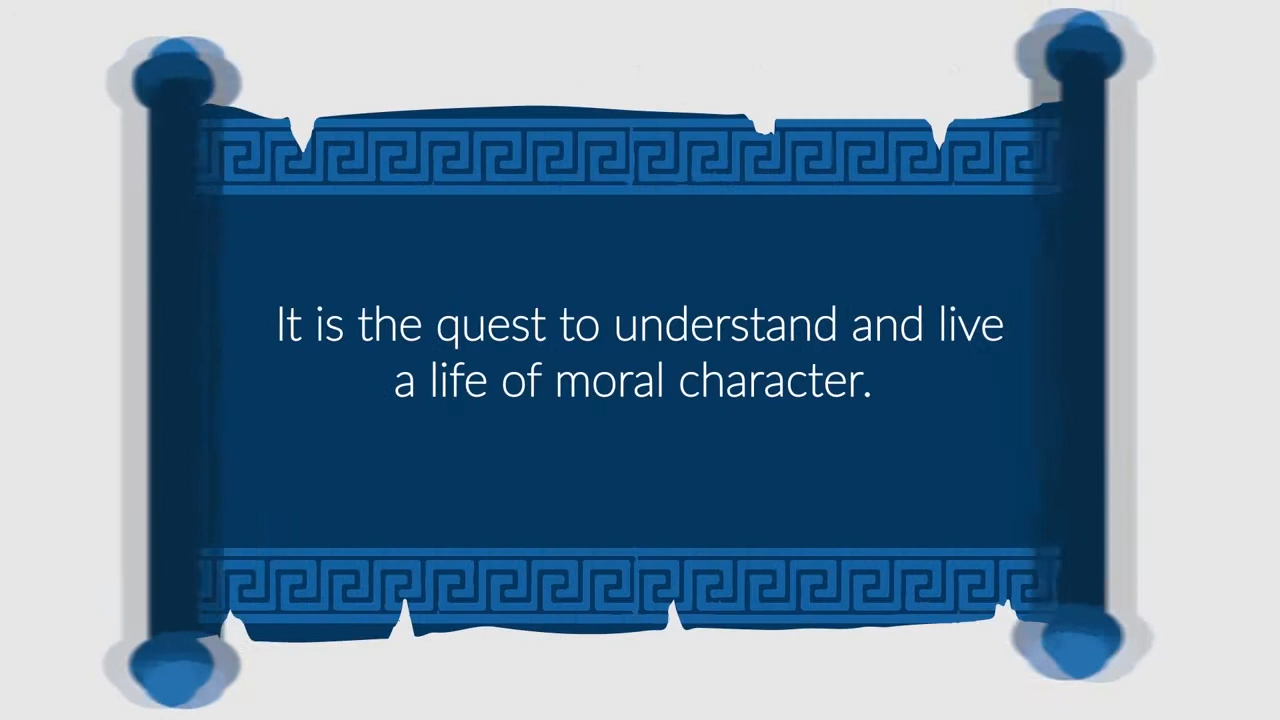 It is the quest to understand and live
a life of moral character.